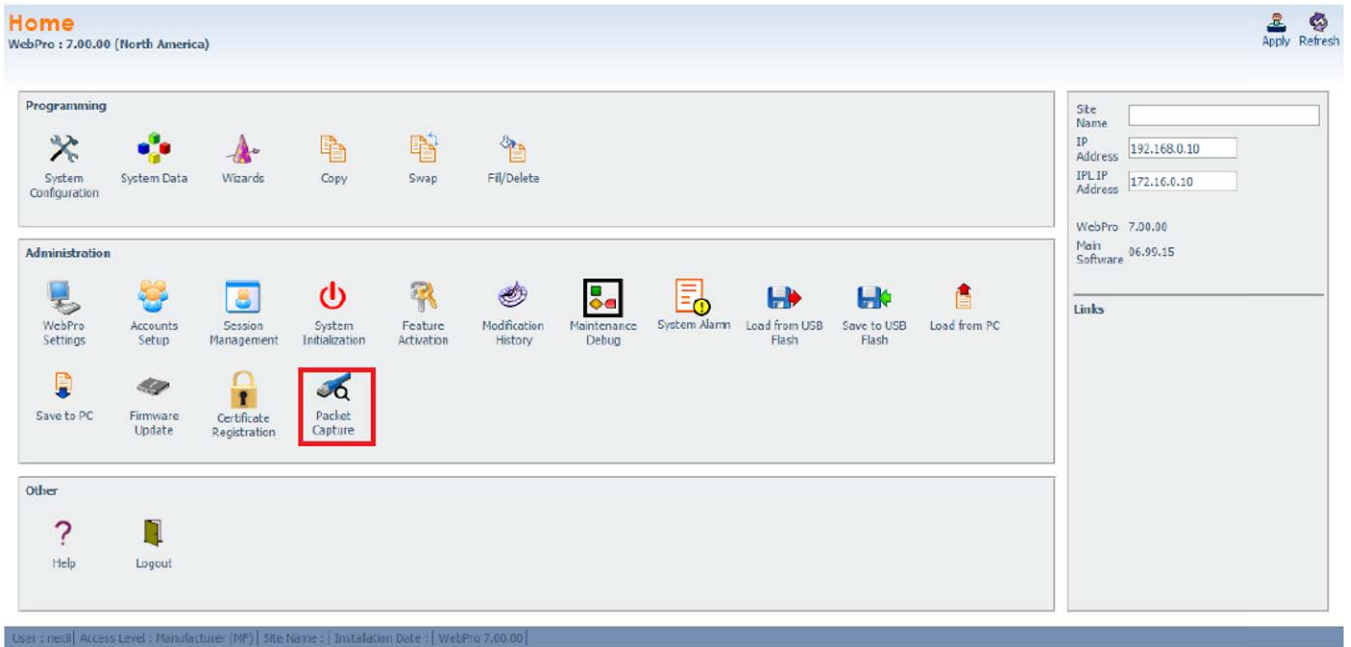 Home
WebPro : 7.00.00 (North America)
Apply Refresh
Programming
System Configuration
System Data
Wizards
Copy
Swap
Fill/Delete
Administration
WebPro Settings
Accounts Setup
Session Management
System Initialization
Feature Activation
Modification History
Maintenance Debug
System Alarm
Load from USB Flash
Save to USB Flash
Load from PC
Save to PC
Firmware Update
Certificate Registration
Packet Capture
Other
Help
Logout
Site Name
IP Address 192.168.0.10
IPL IP Address 172.16.0.10
WebPro 7.00.00
Main Software 06.99.15
Links
User : necii| Access Level : Manufacturer (MF)| Site Name : | Installation Date : | WebPro 7.00.00|